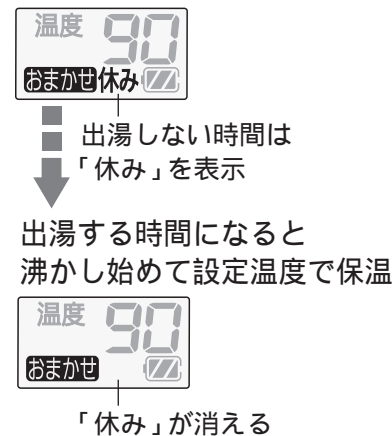 温度 90
おまかせ 休み
出湯しない時間は
「休み」を表示
出湯する時間になると
沸かし始めて設定温度で保温
温度 90
おまかせ
「休み」が消える